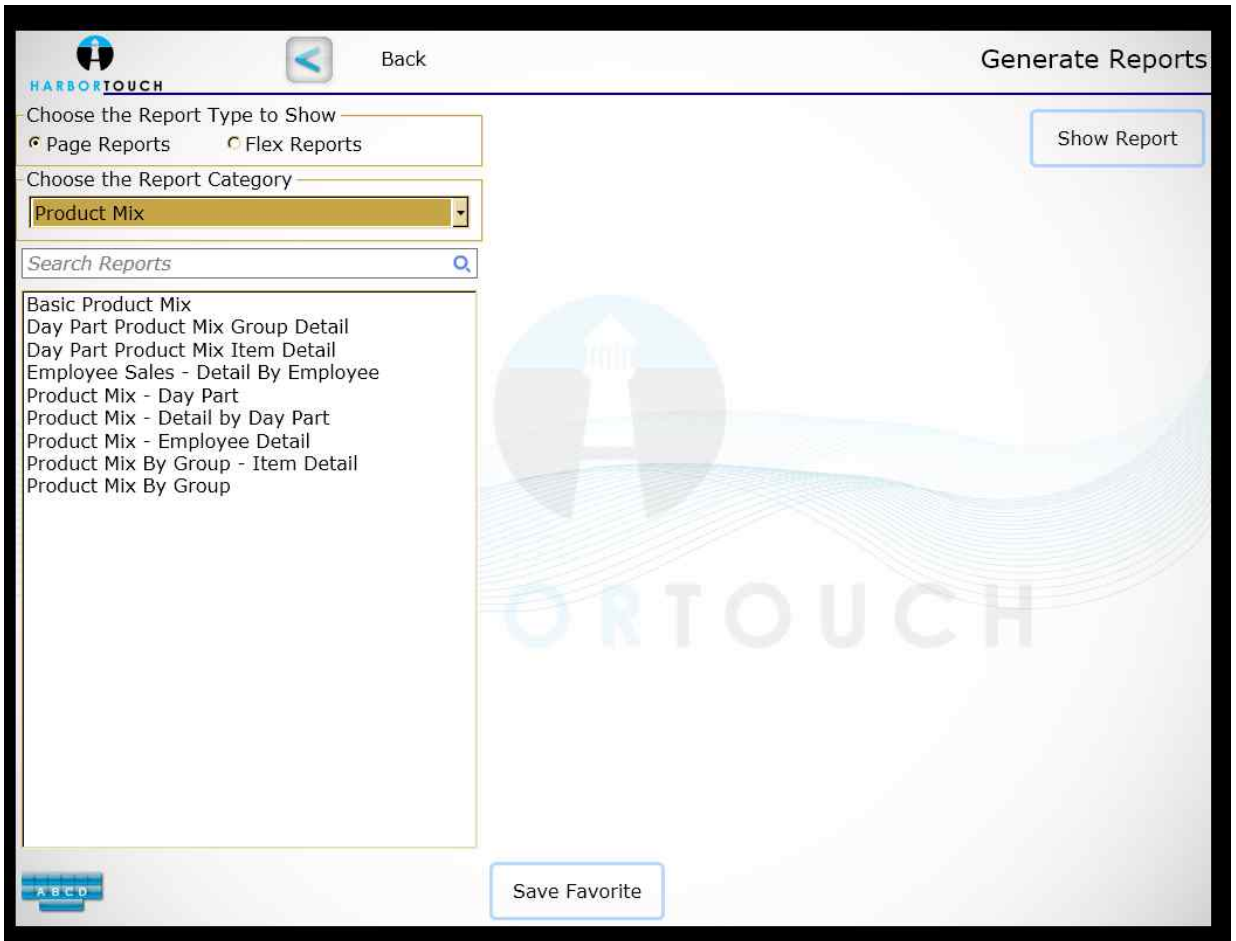 HARBORTOUCH
Back
Generate Reports
Choose the Report Type to Show
Page Reports
Flex Reports
Show Report
Choose the Report Category
Product Mix
Search Reports
Basic Product Mix
Day Part Product Mix Group Detail
Day Part Product Mix Item Detail
Employee Sales - Detail By Employee
Product Mix - Day Part
Product Mix - Detail by Day Part
Product Mix - Employee Detail
Product Mix By Group - Item Detail
Product Mix By Group
ORTOUCH
ABCD
Save Favorite